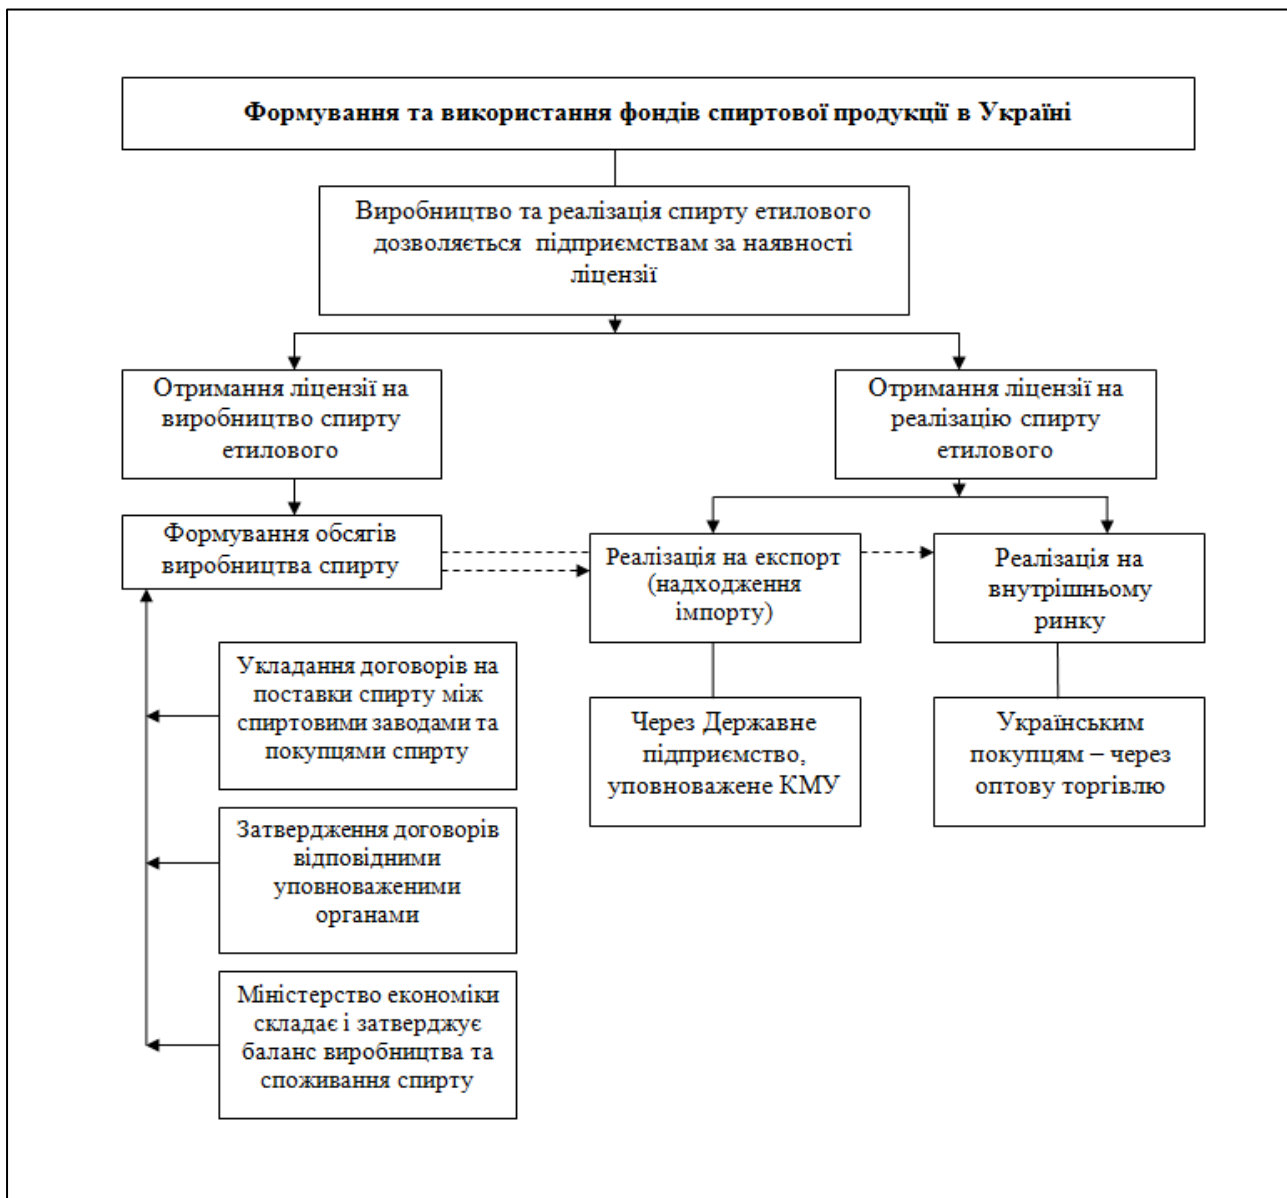 Формування та використання фондів спиртової продукції в Україні
Виробництво та реалізація спирту етилового
дозволяється підприємствам за наявності
ліцензії
Отримання ліцензії на
виробництво спирту
етилового
Отримання ліцензії на
реалізацію спирту
етилового
Формування обсягів
виробництва спирту
Реалізація на експорт
(надходження
імпорту)
Реалізація на
внутрішньому
ринку
Укладання договорів на
поставки спирту між
спиртовими заводами та
покупцями спирту
Через Державне
підприємство,
уповноважене КМУ
Українським
покупцям – через
оптову торгівлю
Затвердження договорів
відповідними
уповноваженими
органами
Міністерство економіки
складає і затверджує
баланс виробництва та
споживання спирту